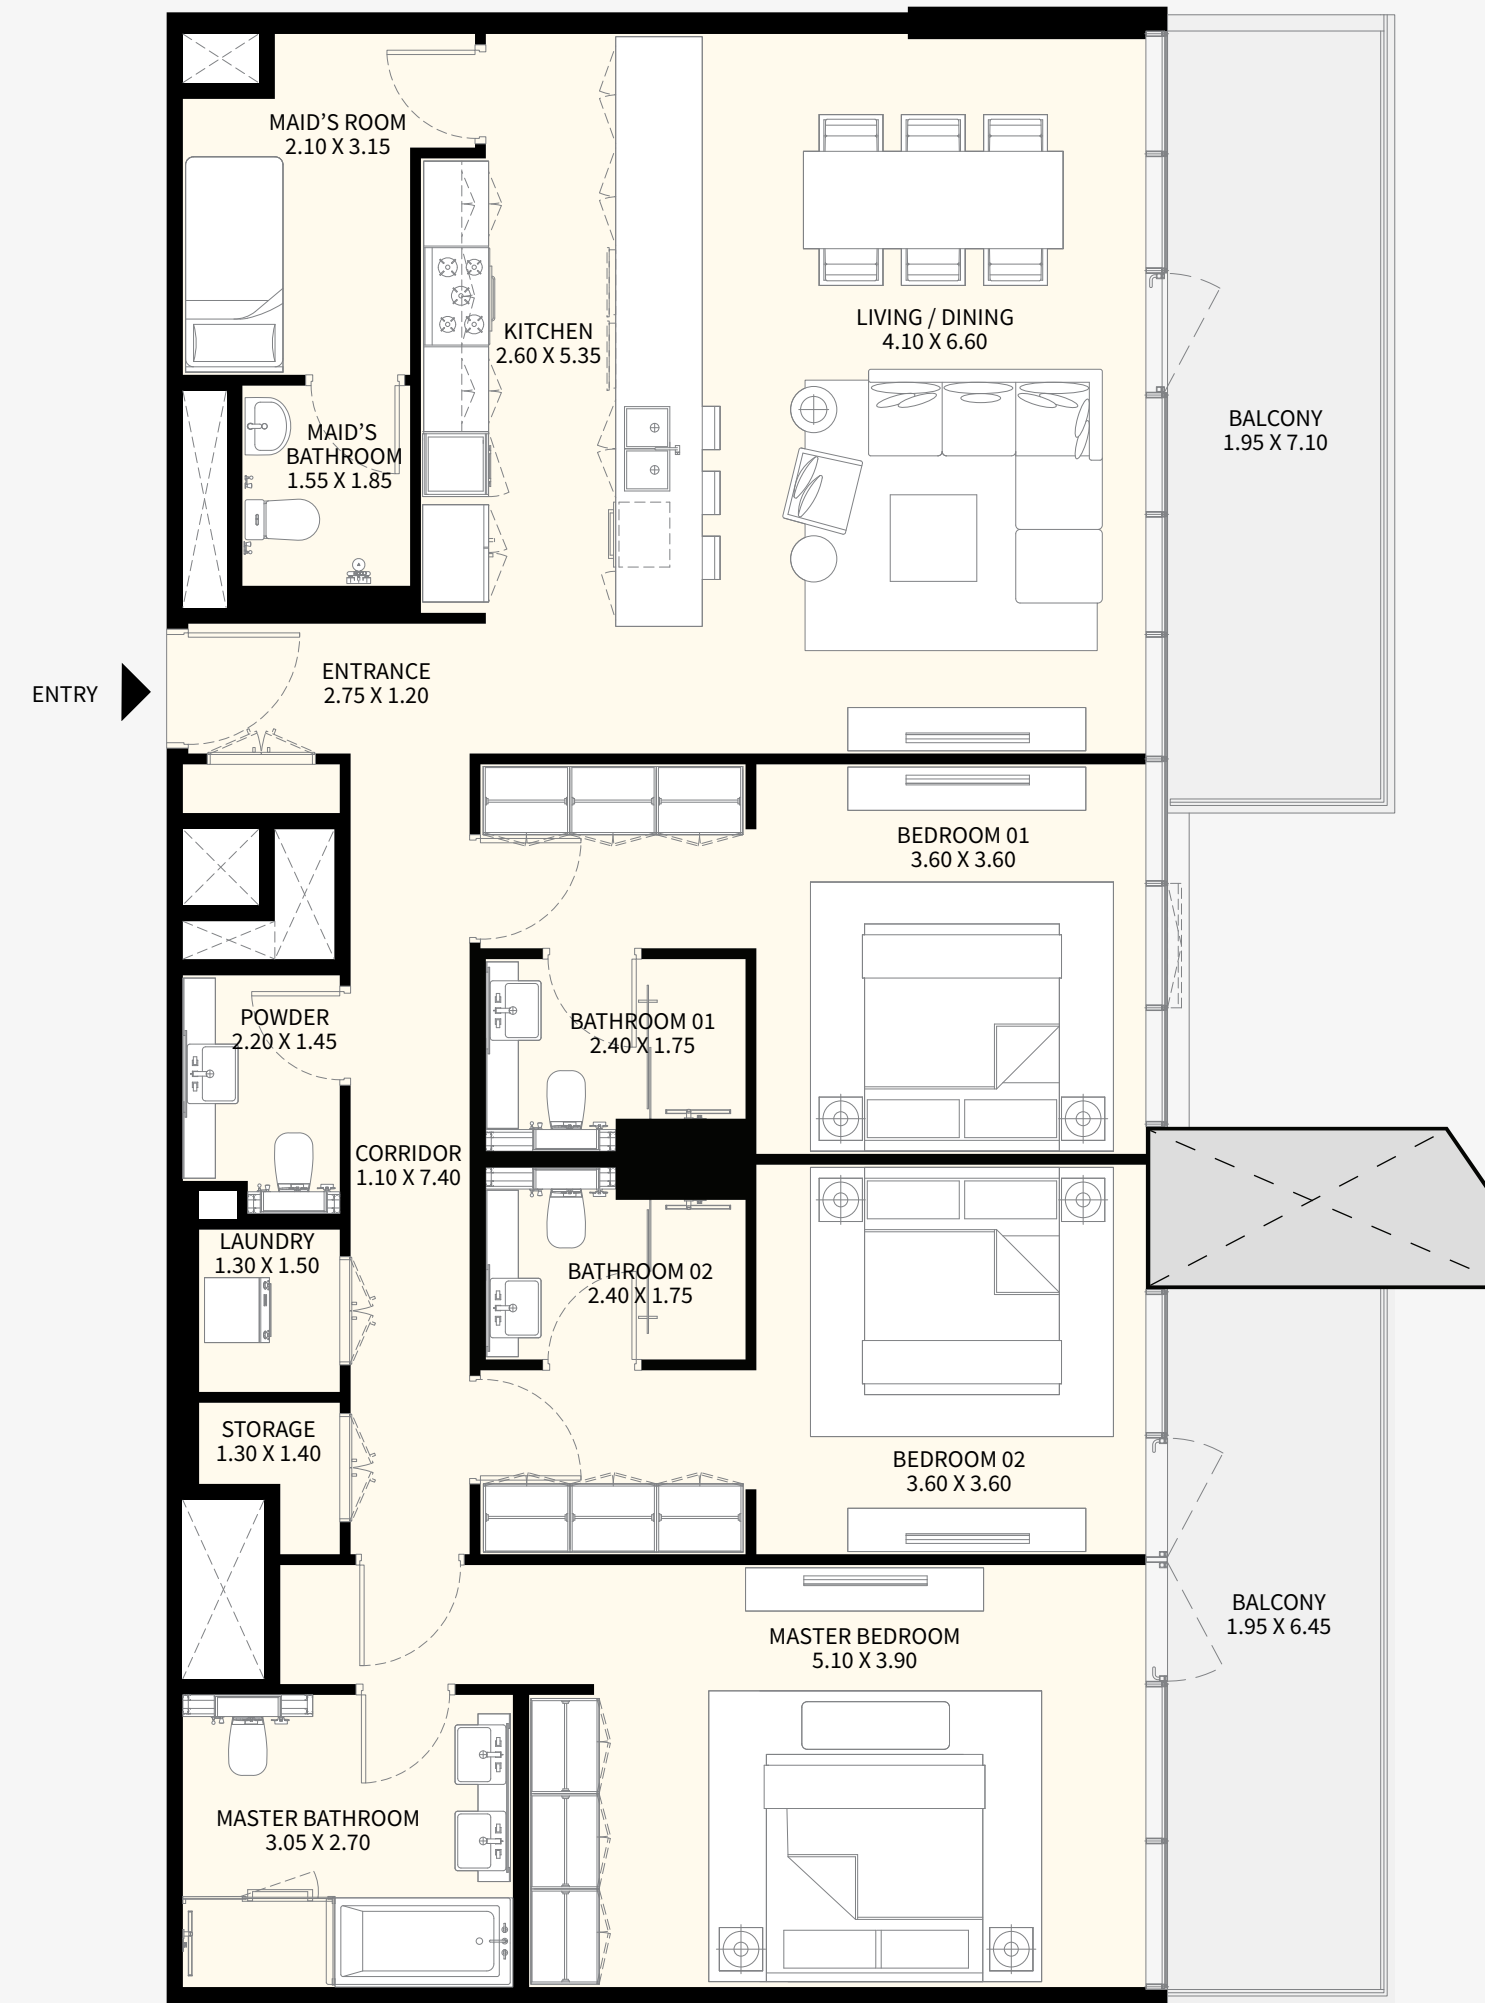 MAID’S ROOM
2.10 X 3.15
KITCHEN
2.60 X 5.35
LIVING / DINING
4.10 X 6.60
BALCONY
1.95 X 7.10
MAID’S
BATHROOM
1.55 X 1.85
ENTRY
ENTRANCE
2.75 X 1.20
BEDROOM 01
3.60 X 3.60
POWDER
2.20 X 1.45
BATHROOM 01
2.40 X 1.75
CORRIDOR
1.10 X 7.40
LAUNDRY
1.30 X 1.50
BATHROOM 02
2.40 X 1.75
STORAGE
1.30 X 1.40
BEDROOM 02
3.60 X 3.60
BALCONY
1.95 X 6.45
MASTER BEDROOM
5.10 X 3.90
MASTER BATHROOM
3.05 X 2.70